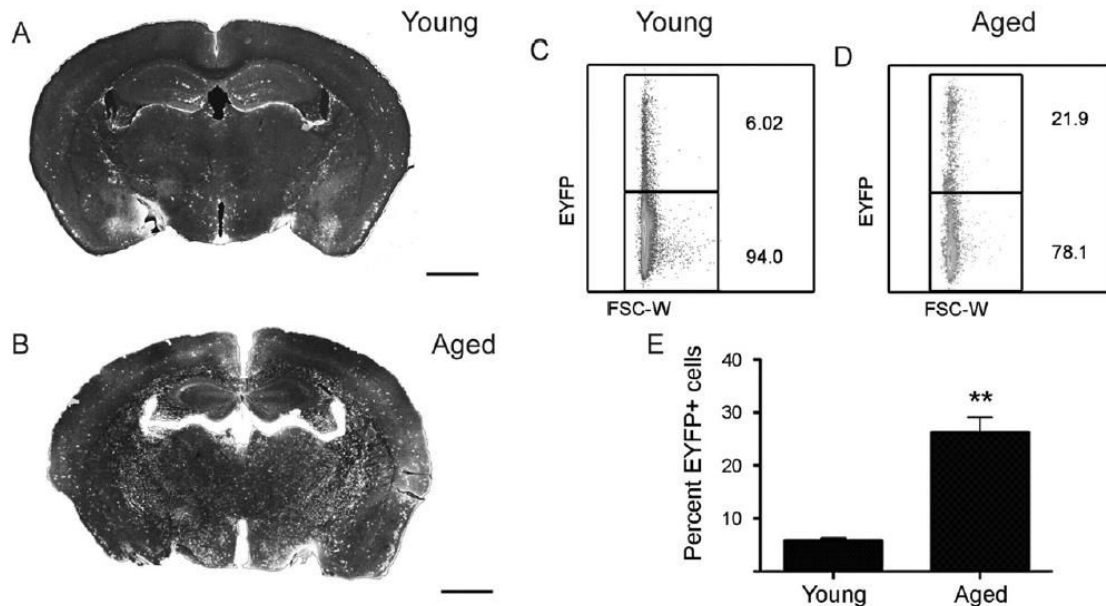 A
Young
B
Aged
Young
Aged
C
D
EYFP
6.02
94.0
FSC-W
EYFP
21.9
78.1
FSC-W
E
Percent EYFP+ cells
40
30
20
10
**
Young
Aged